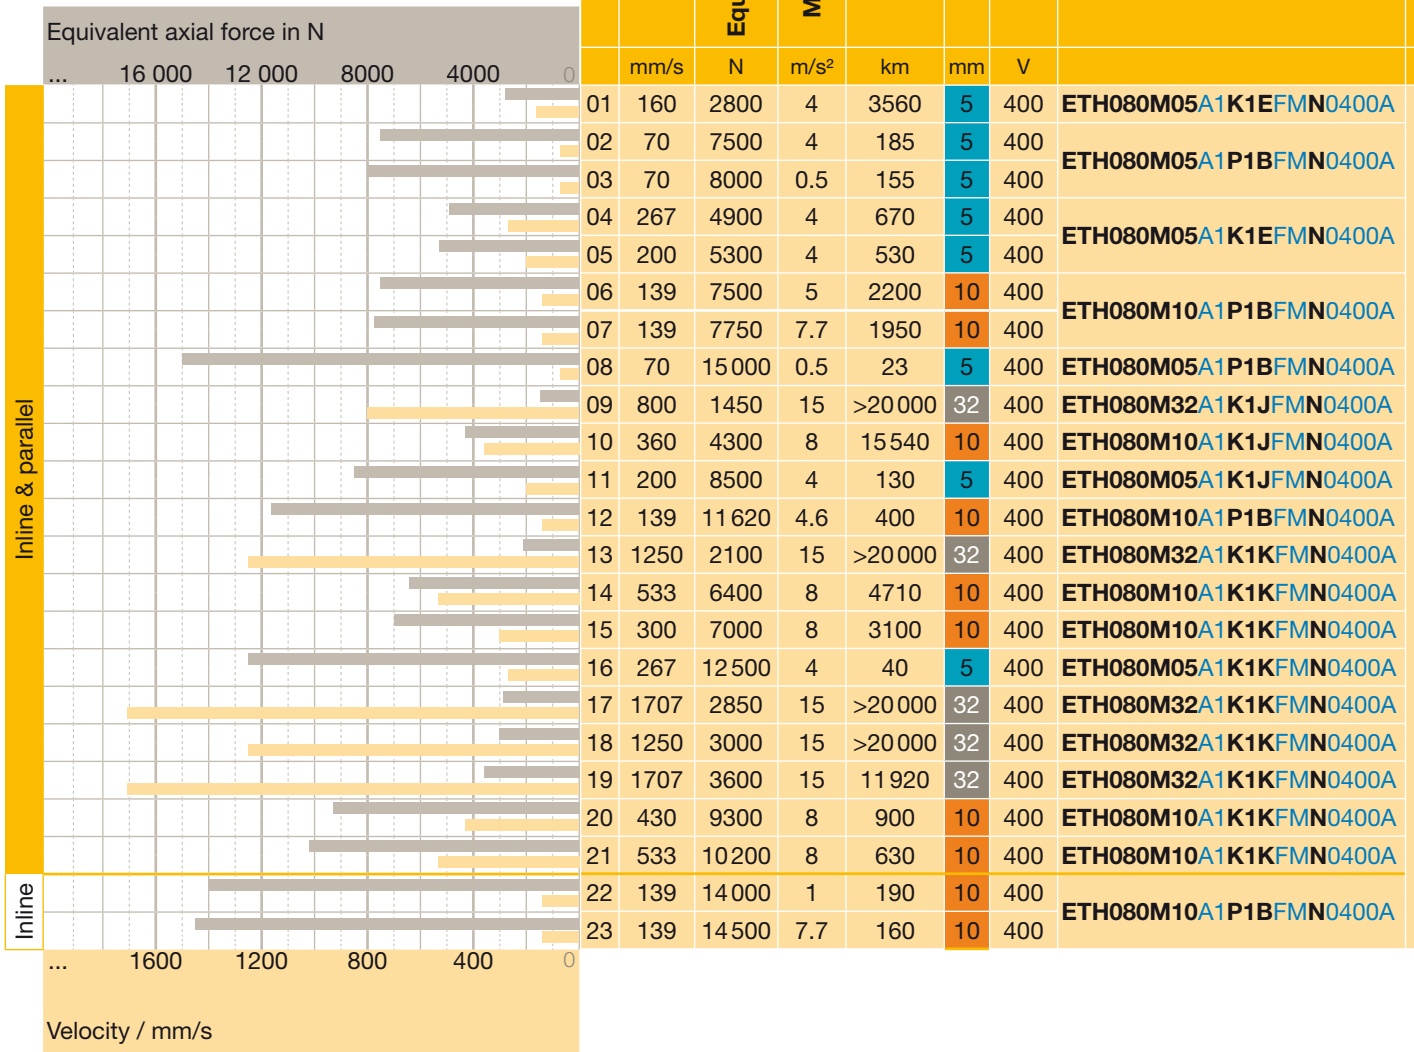 Equivalent axial force in N
... 16 000 12 000 8000 4000 0
Equ
M
mm/s N m/s² km mm V
Inline & parallel
01 160 2800 4 3560 5 400 ETH080M05A1K1EFMN0400A
02 70 7500 4 185 5 400
ETH080M05A1P1BFMN0400A
03 70 8000 0.5 155 5 400
04 267 4900 4 670 5 400
ETH080M05A1K1EFMN0400A
05 200 5300 4 530 5 400
06 139 7500 5 2200 10 400
ETH080M10A1P1BFMN0400A
07 139 7750 7.7 1950 10 400
08 70 15 000 0.5 23 5 400 ETH080M05A1P1BFMN0400A
09 800 1450 15 >20 000 32 400 ETH080M32A1K1JFMN0400A
10 360 4300 8 15 540 10 400 ETH080M10A1K1JFMN0400A
11 200 8500 4 130 5 400 ETH080M05A1K1JFMN0400A
12 139 11 620 4.6 400 10 400 ETH080M10A1P1BFMN0400A
13 1250 2100 15 >20 000 32 400 ETH080M32A1K1KFMN0400A
14 533 6400 8 4710 10 400 ETH080M10A1K1KFMN0400A
15 300 7000 8 3100 10 400 ETH080M10A1K1KFMN0400A
16 267 12 500 4 40 5 400 ETH080M05A1K1KFMN0400A
17 1707 2850 15 >20 000 32 400 ETH080M32A1K1KFMN0400A
18 1250 3000 15 >20 000 32 400 ETH080M32A1K1KFMN0400A
19 1707 3600 15 11 920 32 400 ETH080M32A1K1KFMN0400A
20 430 9300 8 900 10 400 ETH080M10A1K1KFMN0400A
21 533 10 200 8 630 10 400 ETH080M10A1K1KFMN0400A
Inline
22 139 14 000 1 190 10 400
ETH080M10A1P1BFMN0400A
23 139 14 500 7.7 160 10 400
... 1600 1200 800 400 0
Velocity / mm/s